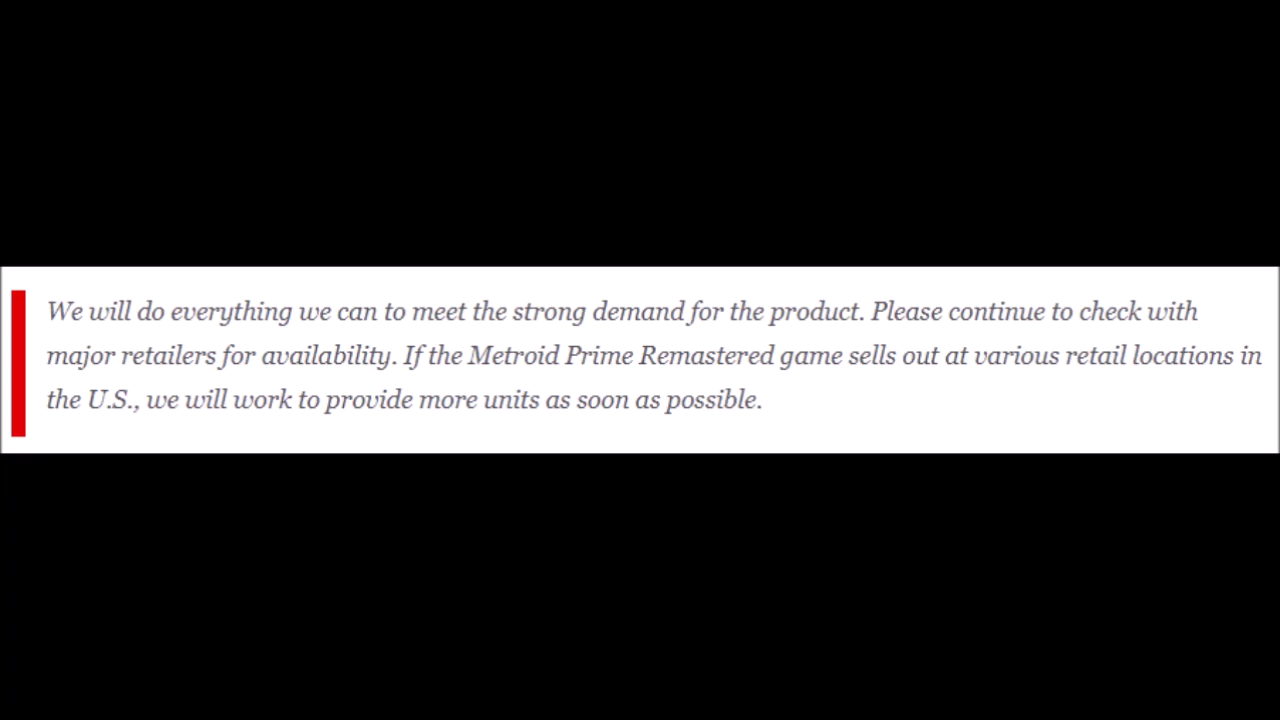 We will do everything we can to meet the strong demand for the product. Please continue to check with
major retailers for availability. If the Metroid Prime Remastered game sells out at various retail locations in
the U.S., we will work to provide more units as soon as possible.